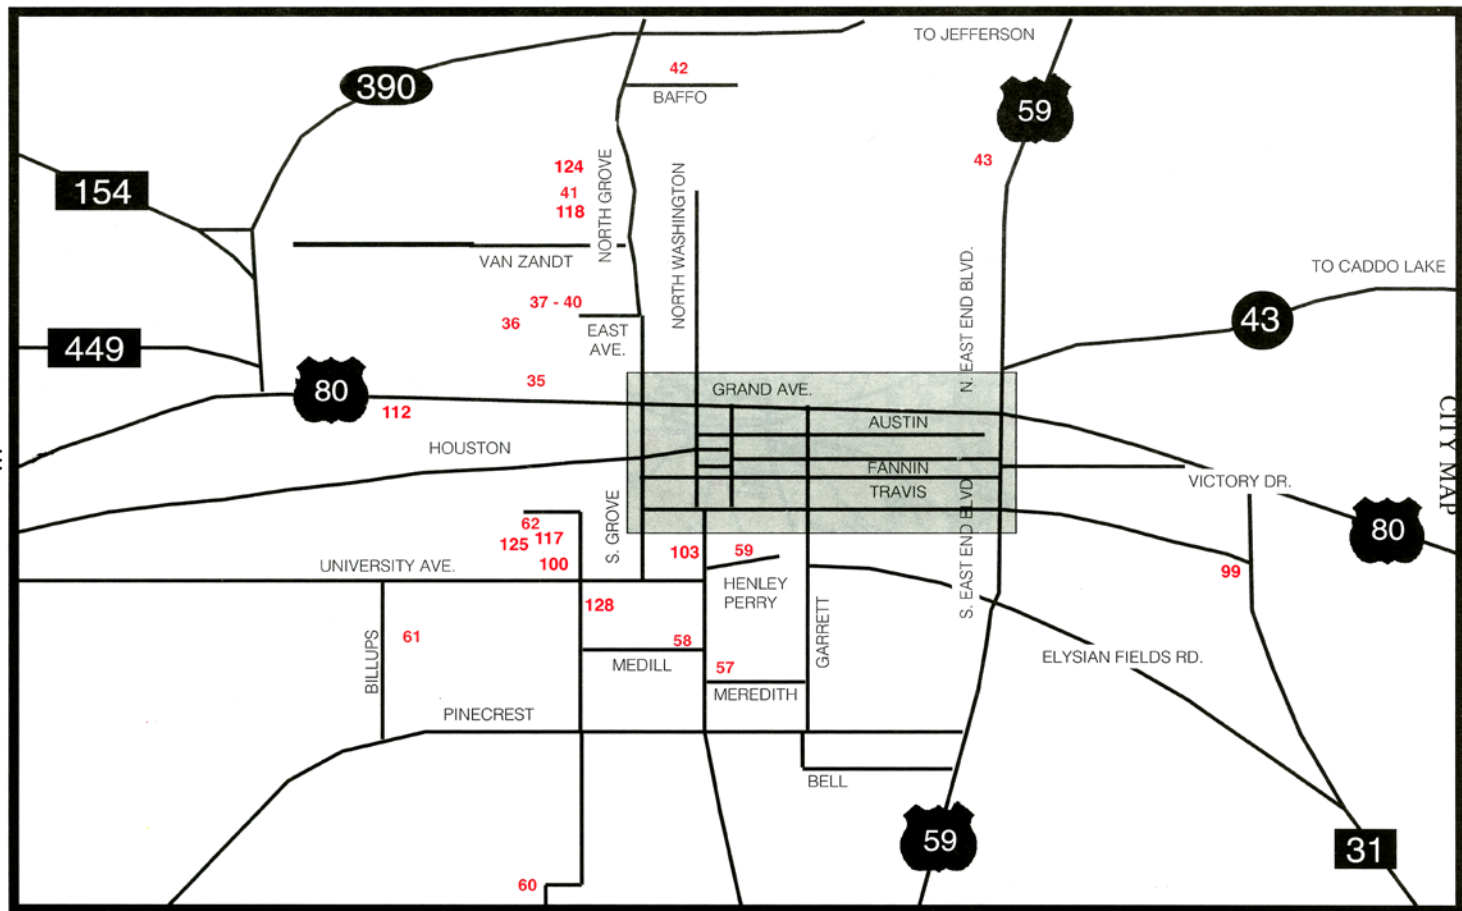 TO JEFFERSON
42
BAFFO
390
59
43
124
41
118
NORTH GROVE
NORTH WASHINGTON
154
VAN ZANDT
N. EAST END BLVD.
TO CADDO LAKE
37 - 40
36
EAST
AVE.
43
449
80
35
112
GRAND AVE.
AUSTIN
HOUSTON
FANNIN
TRAVIS
VICTORY DR.
CITY MAP
80
S. GROVE
S. EAST END BLVD.
62
117
125
100
103
59
99
UNIVERSITY AVE.
HENLEY
PERRY
128
BILLUPS
61
58
MEDILL
57
MEREDITH
GARRETT
ELYSIAN FIELDS RD.
PINECREST
BELL
59
31
60